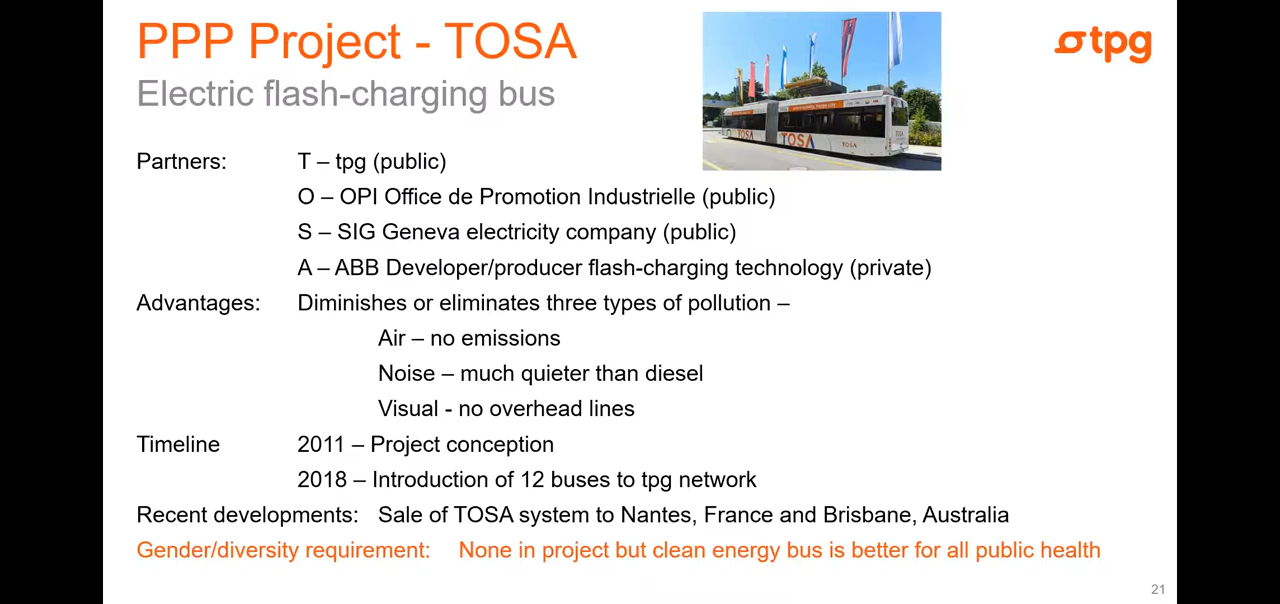 PPP Project - TOSA
tpg
Electric flash-charging bus
TOSA TOSA TOSA
Partners: T – tpg (public)
O – OPI Office de Promotion Industrielle (public)
S – SIG Geneva electricity company (public)
A – ABB Developer/producer flash-charging technology (private)
Advantages: Diminishes or eliminates three types of pollution –
Air – no emissions
Noise – much quieter than diesel
Visual - no overhead lines
Timeline 2011 – Project conception
2018 – Introduction of 12 buses to tpg network
Recent developments: Sale of TOSA system to Nantes, France and Brisbane, Australia
Gender/diversity requirement: None in project but clean energy bus is better for all public health
21